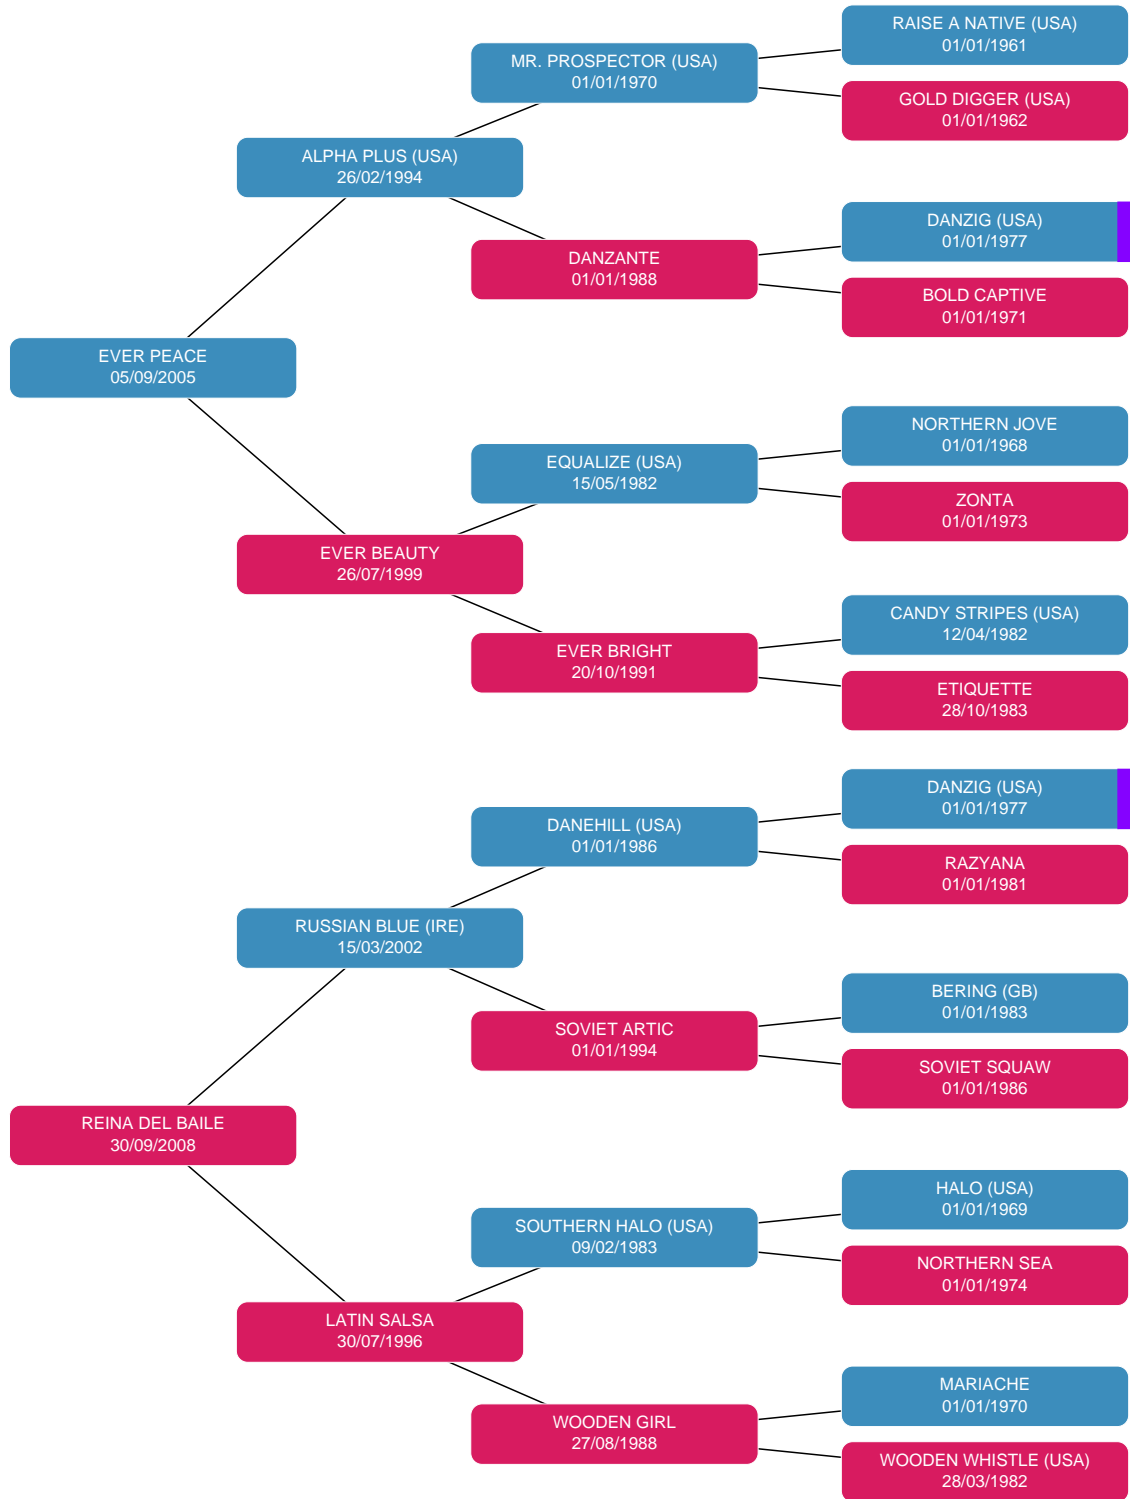 RAISE A NATIVE (USA)
01/01/1961
MR. PROSPECTOR (USA)
01/01/1970
GOLD DIGGER (USA)
01/01/1962
ALPHA PLUS (USA)
26/02/1994
DANZIG (USA)
01/01/1977
DANZANTE
01/01/1988
BOLD CAPTIVE
01/01/1971
EVER PEACE
05/09/2005
NORTHERN JOVE
01/01/1968
EQUALIZE (USA)
15/05/1982
ZONTA
01/01/1973
EVER BEAUTY
26/07/1999
CANDY STRIPES (USA)
12/04/1982
EVER BRIGHT
20/10/1991
ETIQUETTE
28/10/1983
DANZIG (USA)
01/01/1977
DANEHILL (USA)
01/01/1986
RAZYANA
01/01/1981
RUSSIAN BLUE (IRE)
15/03/2002
BERING (GB)
01/01/1983
SOVIET ARTIC
01/01/1994
SOVIET SQUAW
01/01/1986
REINA DEL BAILE
30/09/2008
HALO (USA)
01/01/1969
SOUTHERN HALO (USA)
09/02/1983
NORTHERN SEA
01/01/1974
LATIN SALSA
30/07/1996
MARIACHE
01/01/1970
WOODEN GIRL
27/08/1988
WOODEN WHISTLE (USA)
28/03/1982